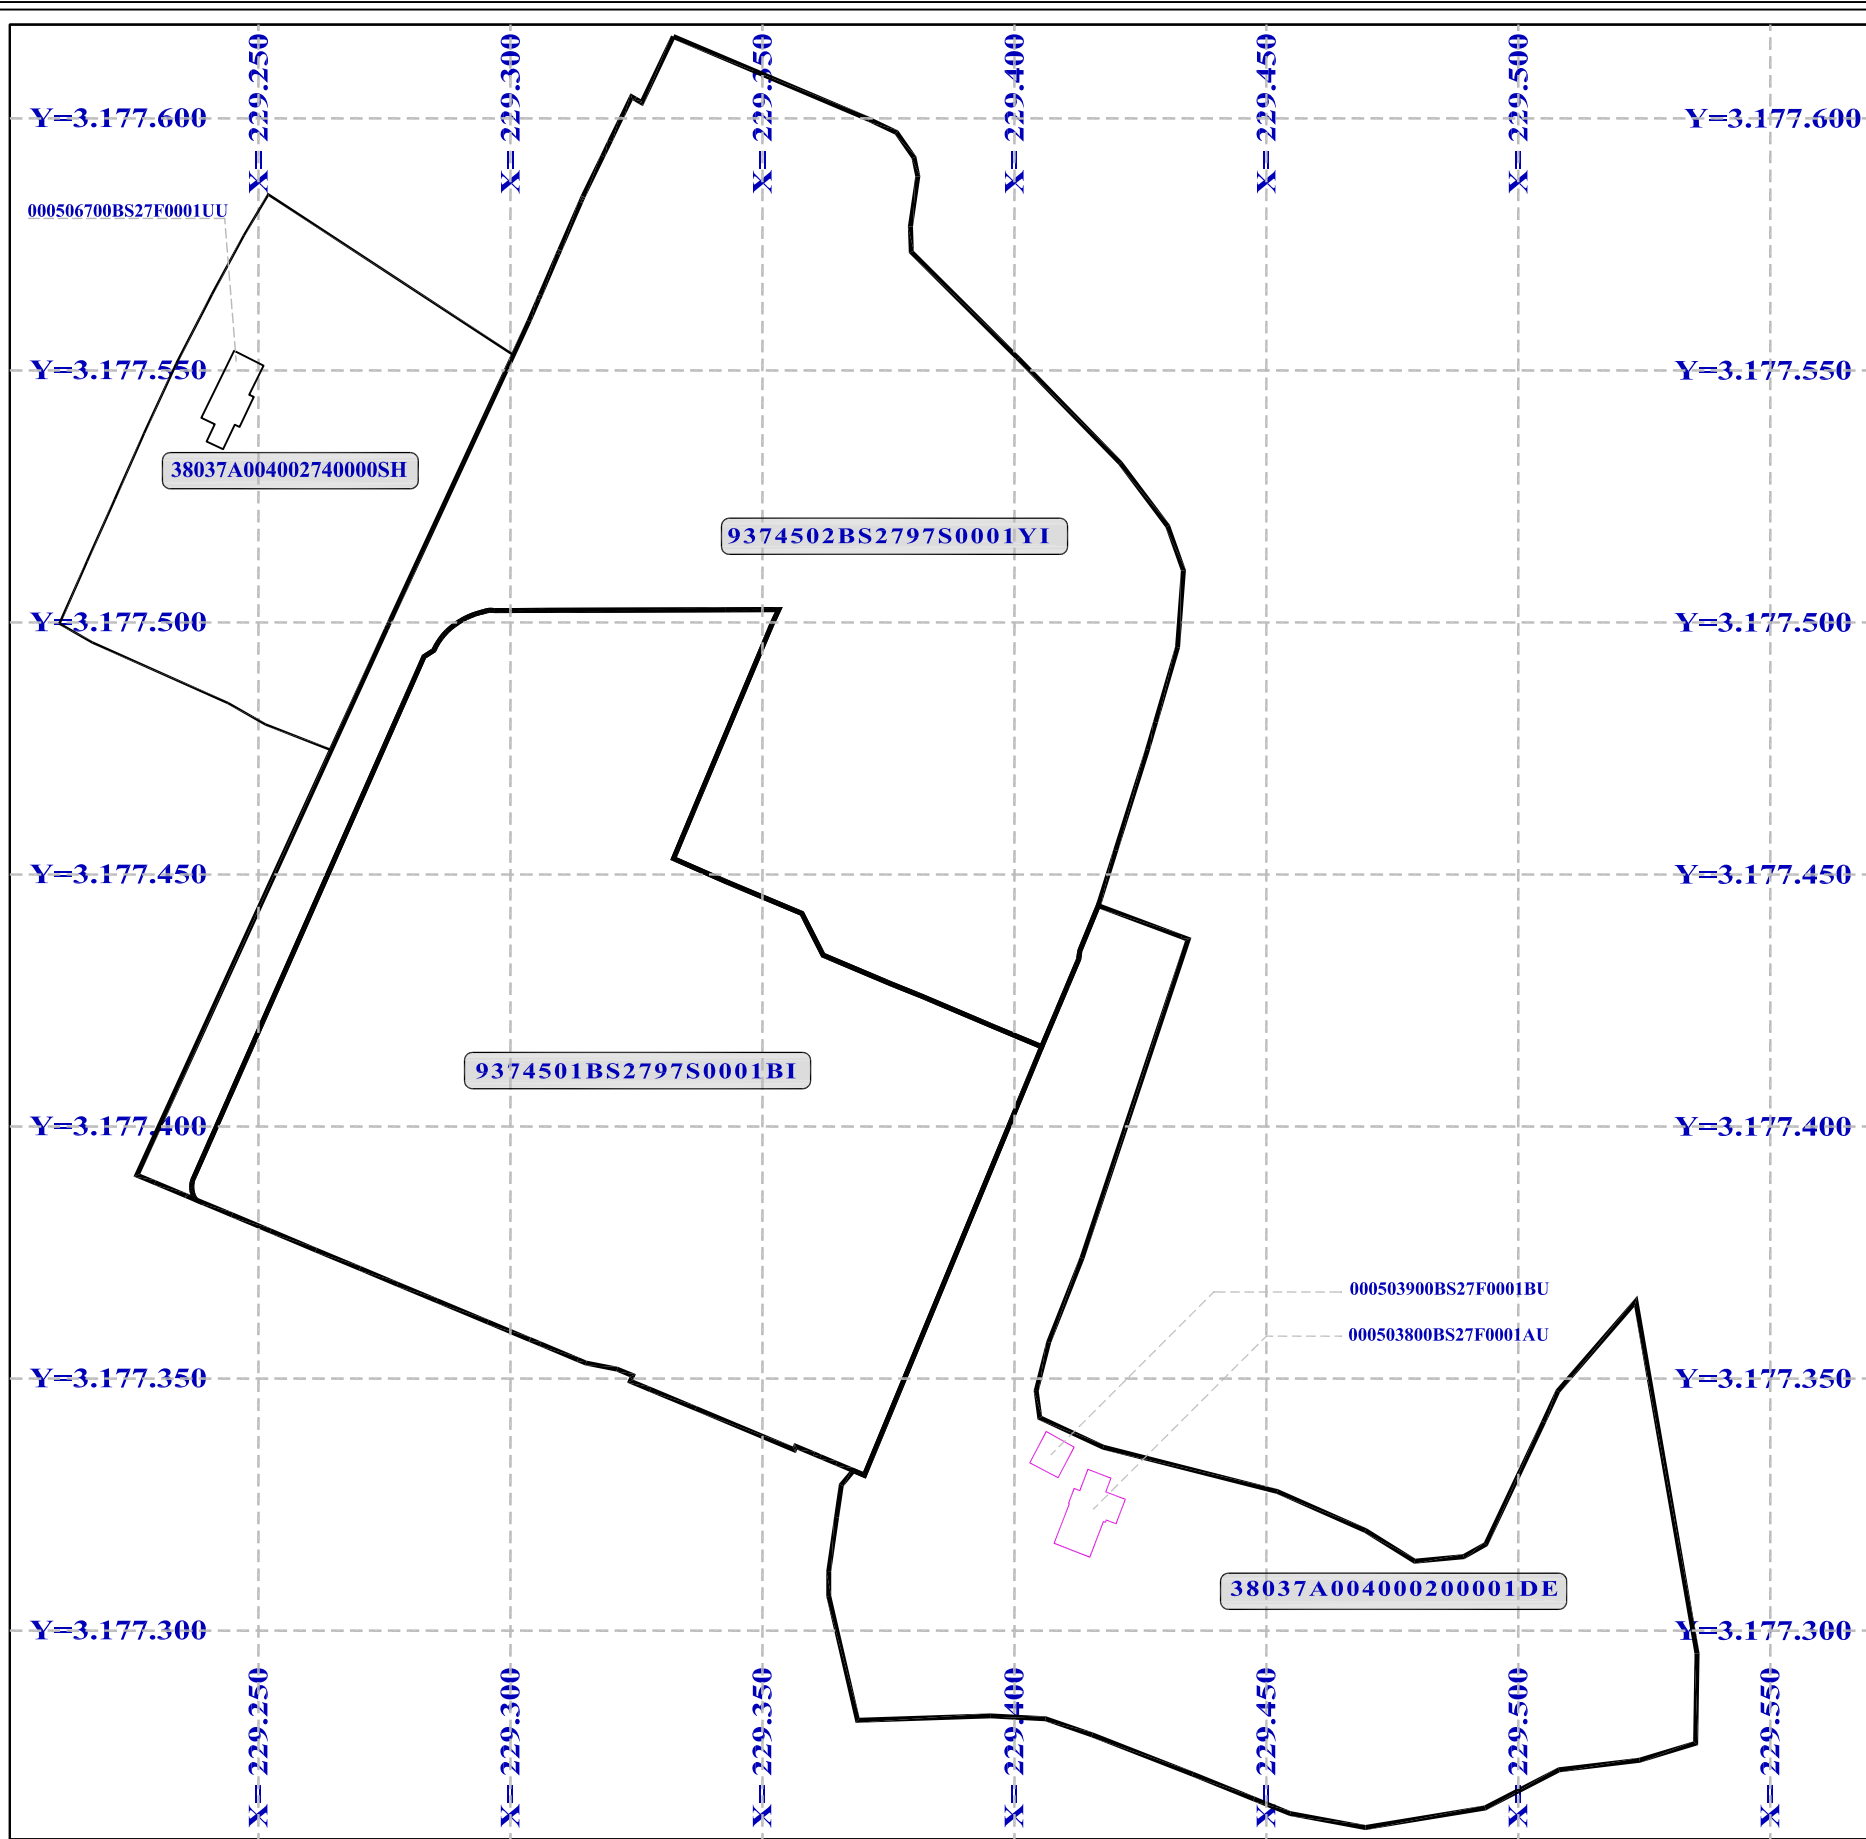 X= 229.250
X= 229.300
X= 229.350
X= 229.400
X= 229.450
X= 229.500
Y=3.177.600
Y=3.177.600
000506700BS27F0001UU
Y=3.177.550
Y=3.177.550
38037A004002740000SH
9374502BS2797S0001YI
Y=3.177.500
Y=3.177.500
Y=3.177.450
Y=3.177.450
9374501BS2797S0001BI
Y=3.177.400
Y=3.177.400
000503900BS27F0001BU
000503800BS27F0001AU
Y=3.177.350
Y=3.177.350
38037A004000200001DE
Y=3.177.300
Y=3.177.300
X= 229.250
X= 229.300
X= 229.350
X= 229.400
X= 229.450
X= 229.500
X= 229.550